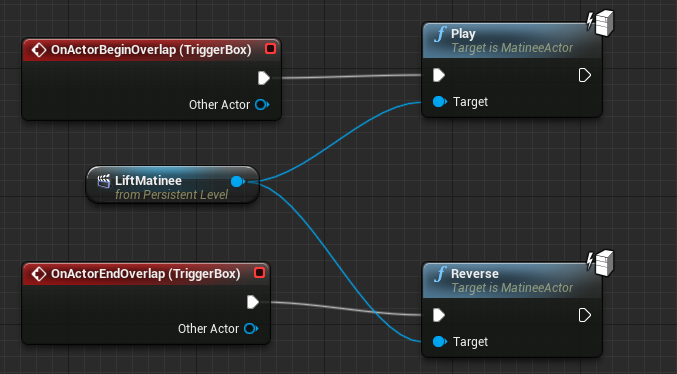 OnActorBeginOverlap (TriggerBox)
Other Actor
Play
Target is MatineeActor
Target
LiftMatinee
from Persistent Level
OnActorEndOverlap (TriggerBox)
Other Actor
Reverse
Target is MatineeActor
Target